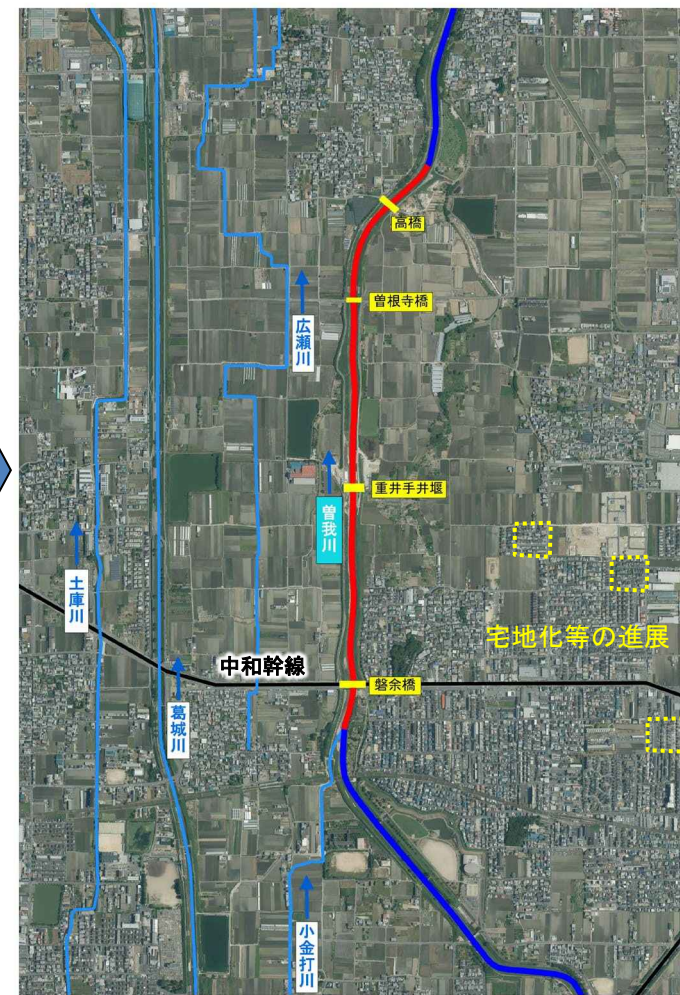 高橋
曽根寺橋
広瀬川
重井手井堰
曽我川
土庫川
宅地化等の進展
中和幹線
磐余橋
葛城川
小金打川